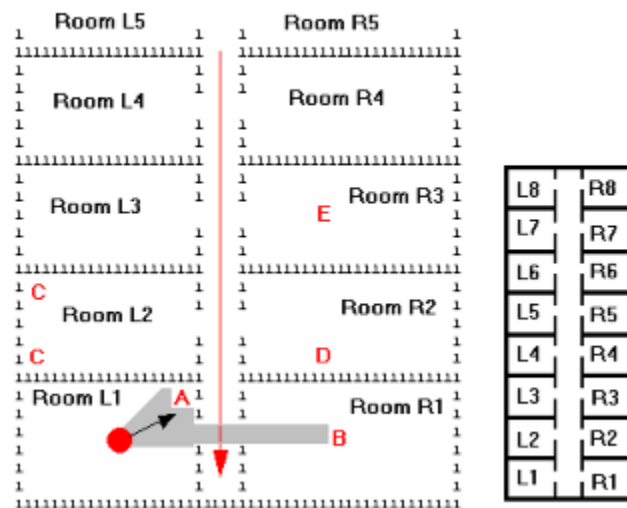 Room L5 Room R5
Room L4 Room R4
Room L3 Room R3
E
C
Room L2 Room R2
C D
Room L1 A Room R1
B
L8 R8
L7 R7
L6 R6
L5 R5
L4 R4
L3 R3
L2 R2
L1 R1